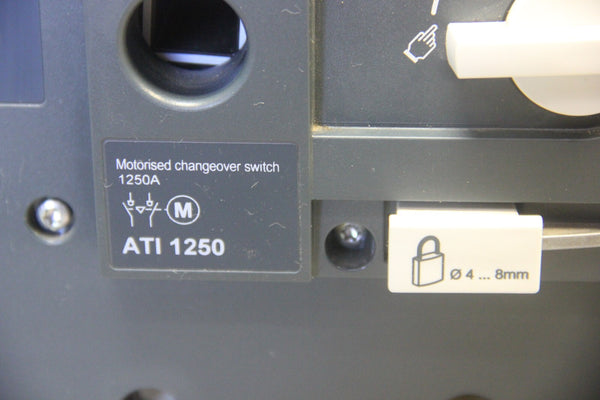 Motorised changeover switch
1250A
M
ATI 1250
Ø 4 ... 8mm